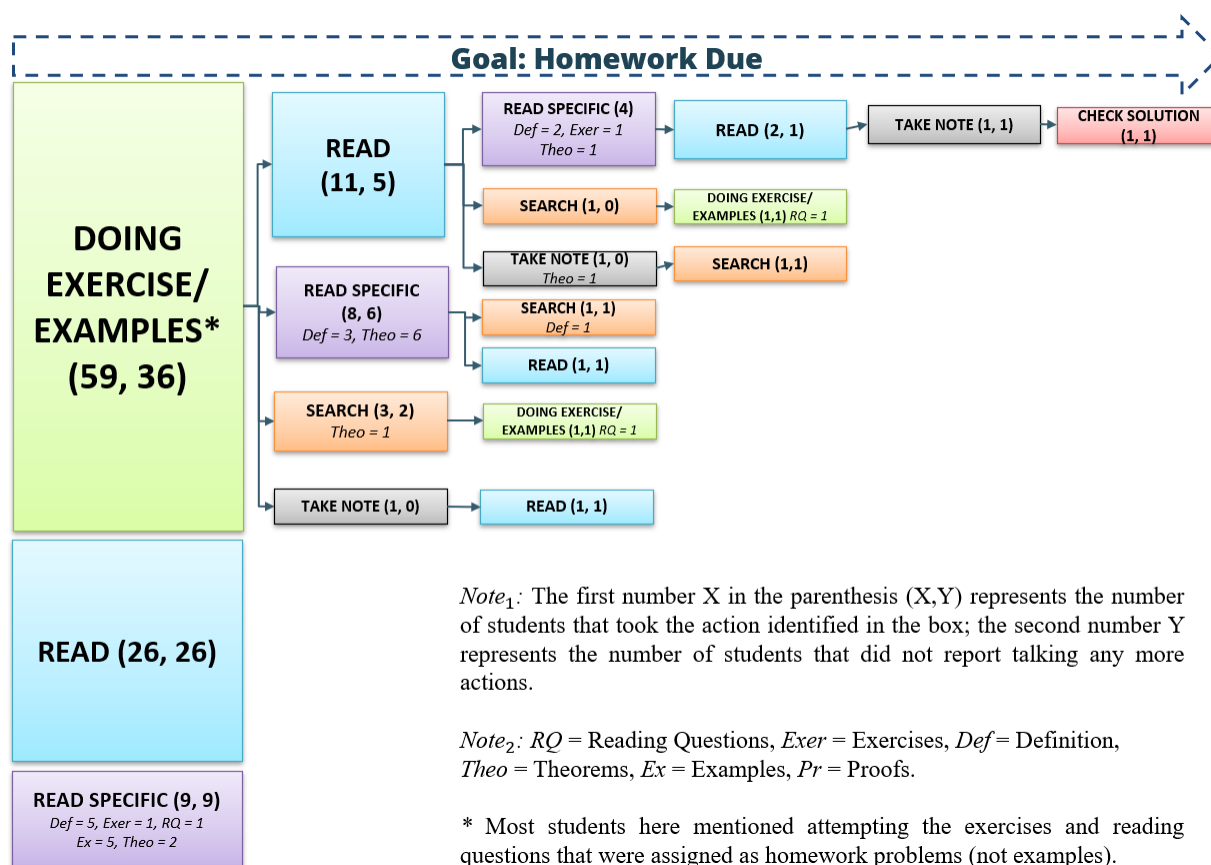 Goal: Homework Due
DOING
EXERCISE/
EXAMPLES*
(59, 36)
READ
(11, 5)
READ SPECIFIC (4)
Def = 2, Exer = 1
Theo = 1
READ (2, 1)
TAKE NOTE (1, 1)
CHECK SOLUTION
(1, 1)
SEARCH (1, 0)
DOING EXERCISE/
EXAMPLES (1,1) RQ = 1
TAKE NOTE (1, 0)
Theo = 1
SEARCH (1,1)
READ SPECIFIC
(8, 6)
Def = 3, Theo = 6
SEARCH (1, 1)
Def = 1
READ (1, 1)
SEARCH (3, 2)
Theo = 1
DOING EXERCISE/
EXAMPLES (1,1) RQ = 1
TAKE NOTE (1, 0)
READ (1, 1)
READ (26, 26)
READ SPECIFIC (9, 9)
Def = 5, Exer = 1, RQ = 1
Ex = 5, Theo = 2
Note₁: The first number X in the parenthesis (X,Y) represents the number
of students that took the action identified in the box; the second number Y
represents the number of students that did not report talking any more
actions.
Note₂: RQ = Reading Questions, Exer = Exercises, Def = Definition,
Theo = Theorems, Ex = Examples, Pr = Proofs.
* Most students here mentioned attempting the exercises and reading
questions that were assigned as homework problems (not examples).